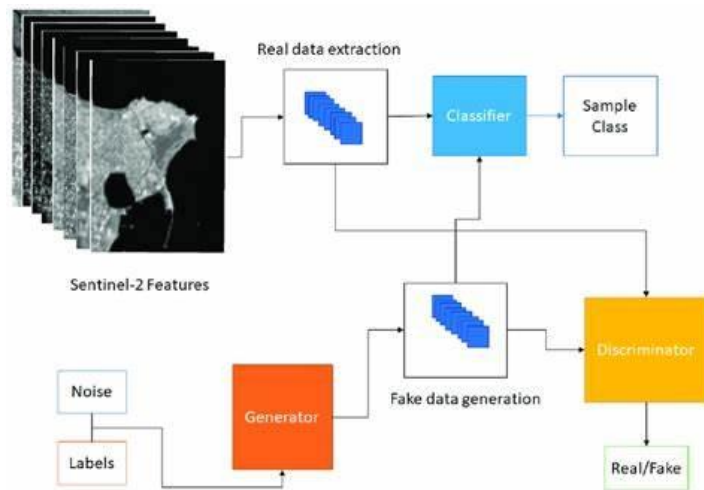 Real data extraction
Classifier
Sample
Class
Sentinel-2 Features
Noise
Labels
Generator
Fake data generation
Discriminator
Real/Fake